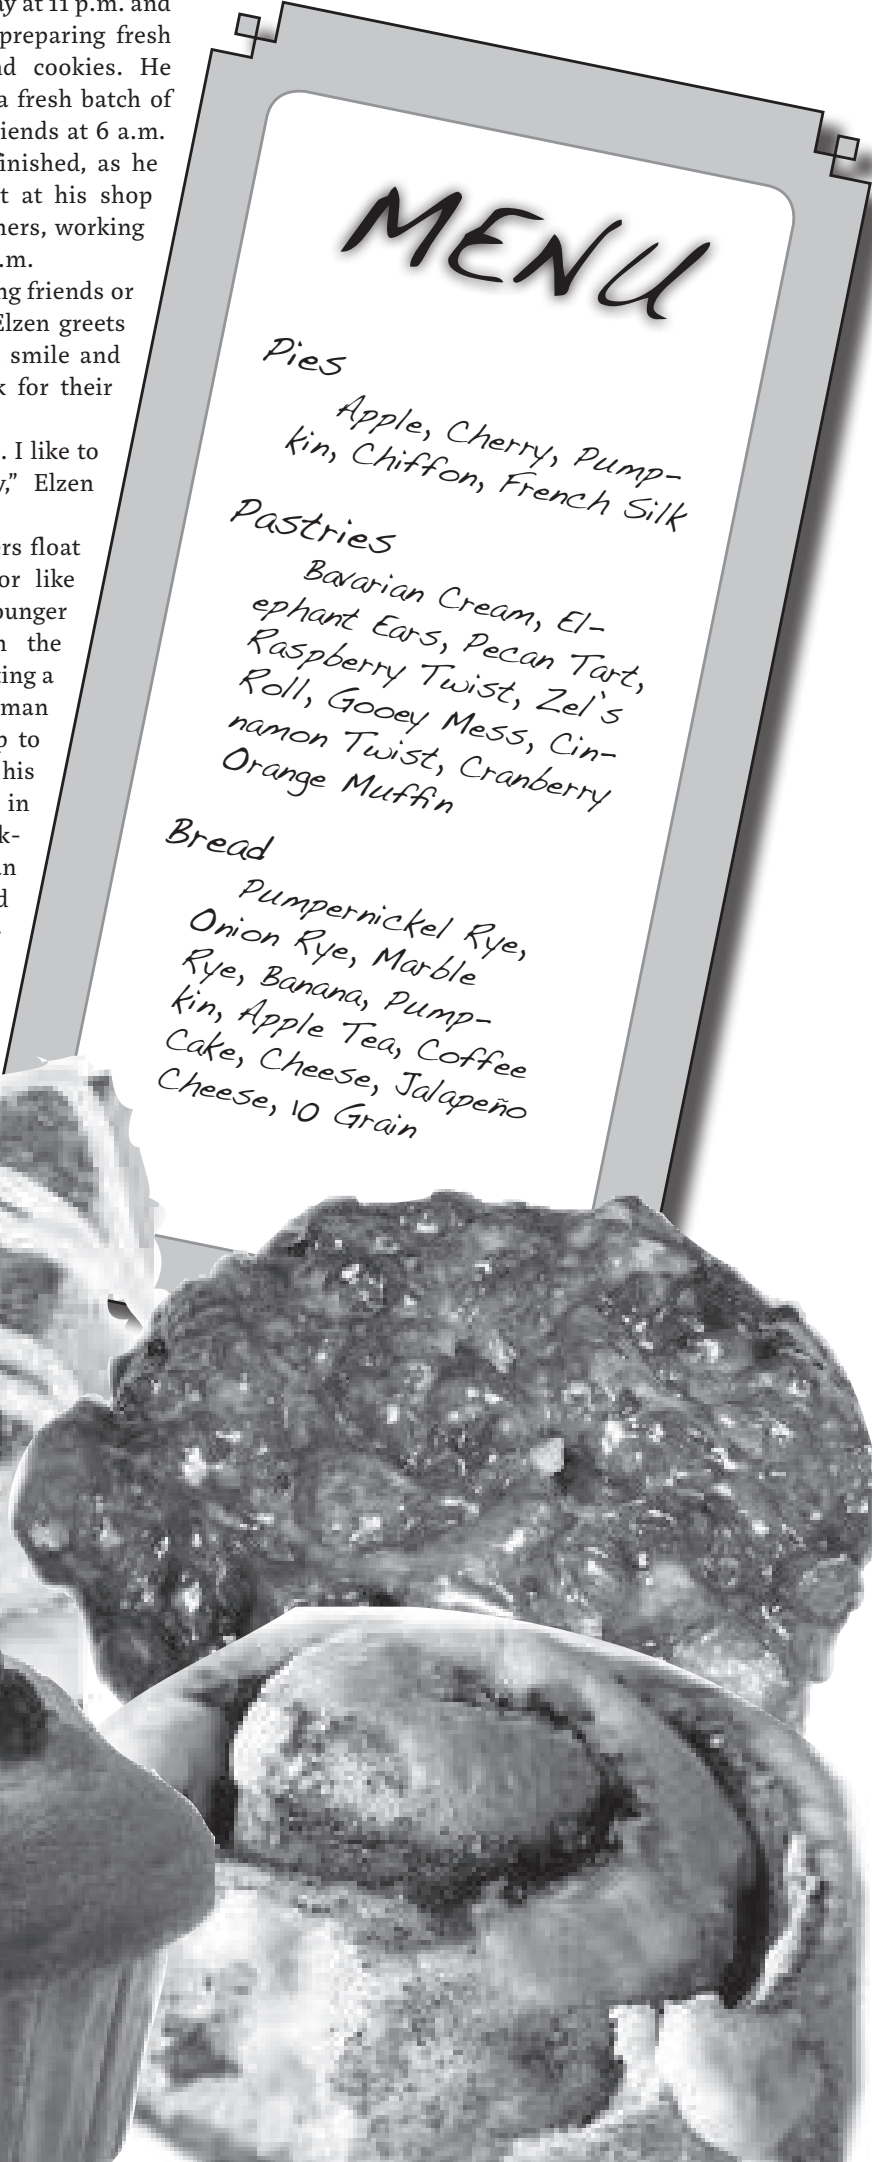 ay at 11 p.m. and
preparing fresh
nd cookies. He
a fresh batch of
iends at 6 a.m.
finished, as he
t at his shop
ners, working
.m.
ng friends or
Elzen greets
smile and
k for their
. I like to
y,” Elzen
rs float
or like
ounger
n the
ting a
man
p to
his
in
k-
an
d
MENU
Pies
Apple, Cherry, Pump-
kin, Chiffon, French Silk
Pastries
Bavarian Cream, El-
ephant Ears, Pecan Tart,
Raspberry Twist, Zel's
Roll, Gooey Mess, Cin-
namon Twist, Cranberry
Orange Muffin
Bread
Pumpernickel Rye,
Onion Rye, Marble
Rye, Banana, Pump-
kin, Apple Tea, Coffee
Cake, Cheese, Jalapeño
Cheese, 10 Grain